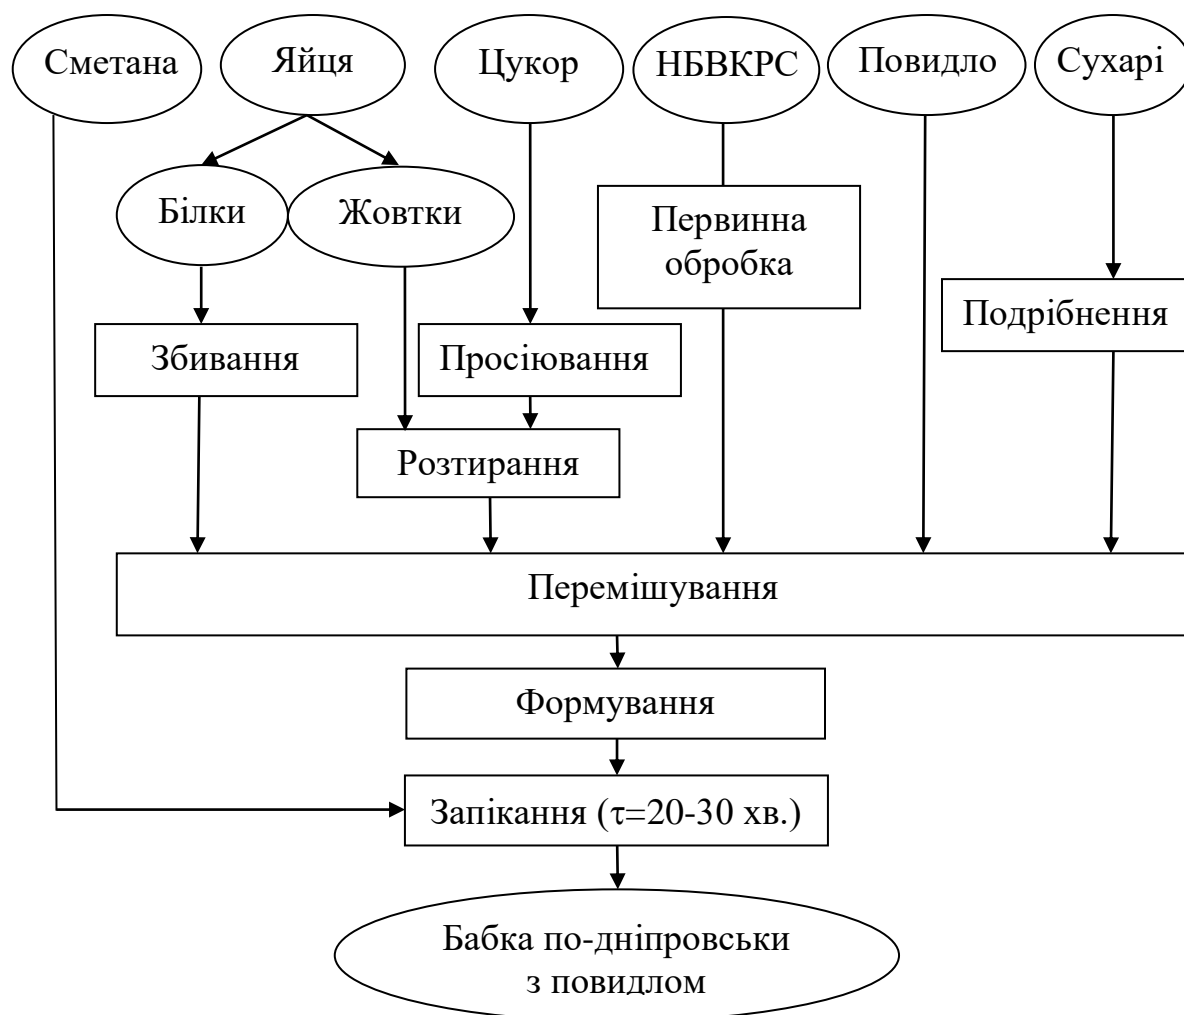 Сметана
Яйця
Цукор
НБВКРС
Повидло
Сухарі
Білки
Жовтки
Первинна
обробка
Подрібнення
Збивання
Просіювання
Розтирання
Перемішування
Формування
Запікання (τ=20-30 хв.)
Бабка по-дніпровськи
з повидлом